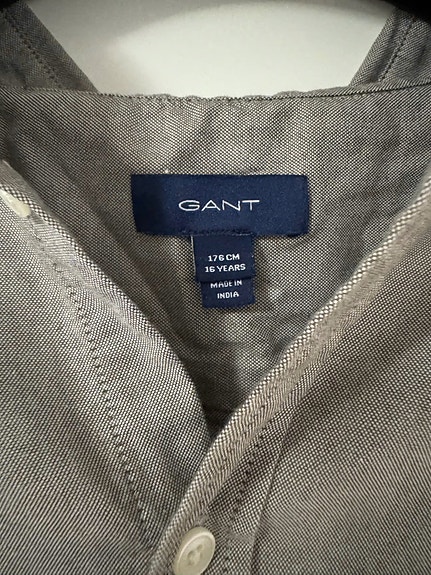 GANT
176 CM
16 YEARS
MADE IN
INDIA